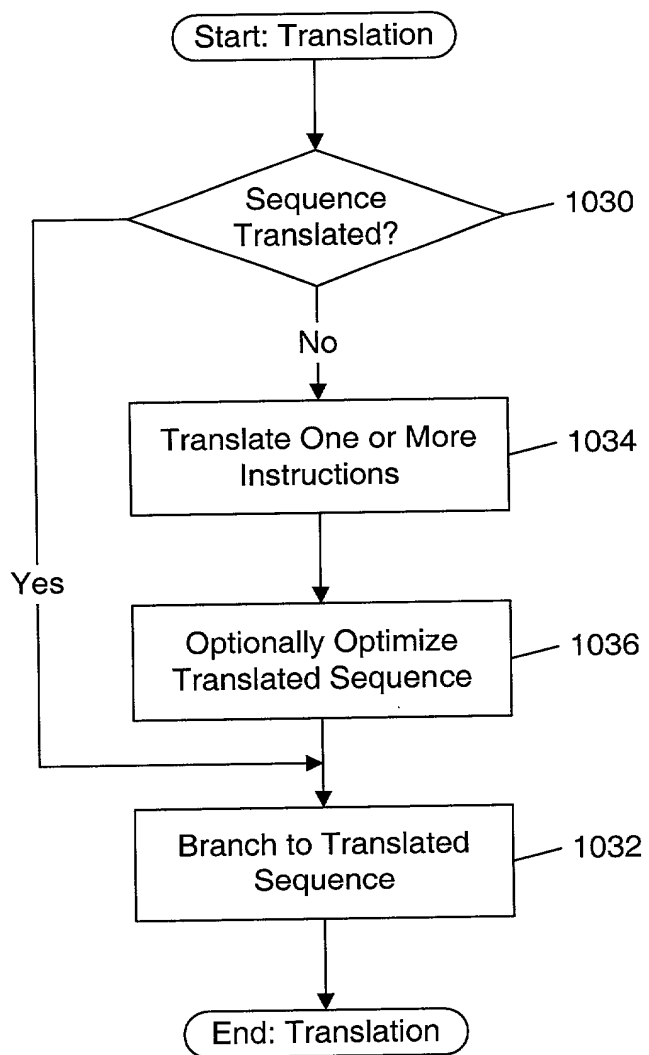 Start: Translation
Sequence
Translated?
1030
No
Translate One or More
Instructions
1034
Yes
Optionally Optimize
Translated Sequence
1036
Branch to Translated
Sequence
1032
End: Translation